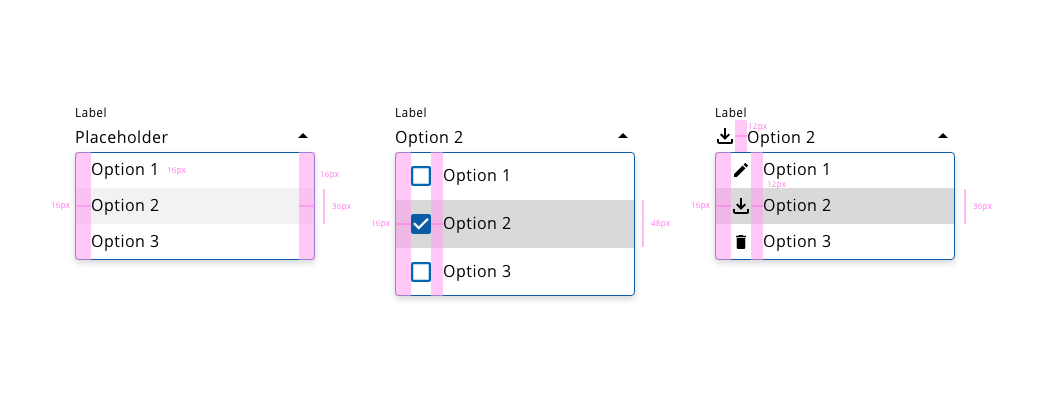 Label
Placeholder
Option 1 16px
16px
16px
Option 2
36px
Option 3
Label
Option 2
Option 1
16px
Option 2
48px
Option 3
Label
12px
Option 2
Option 1
12px
16px
Option 2
36px
Option 3